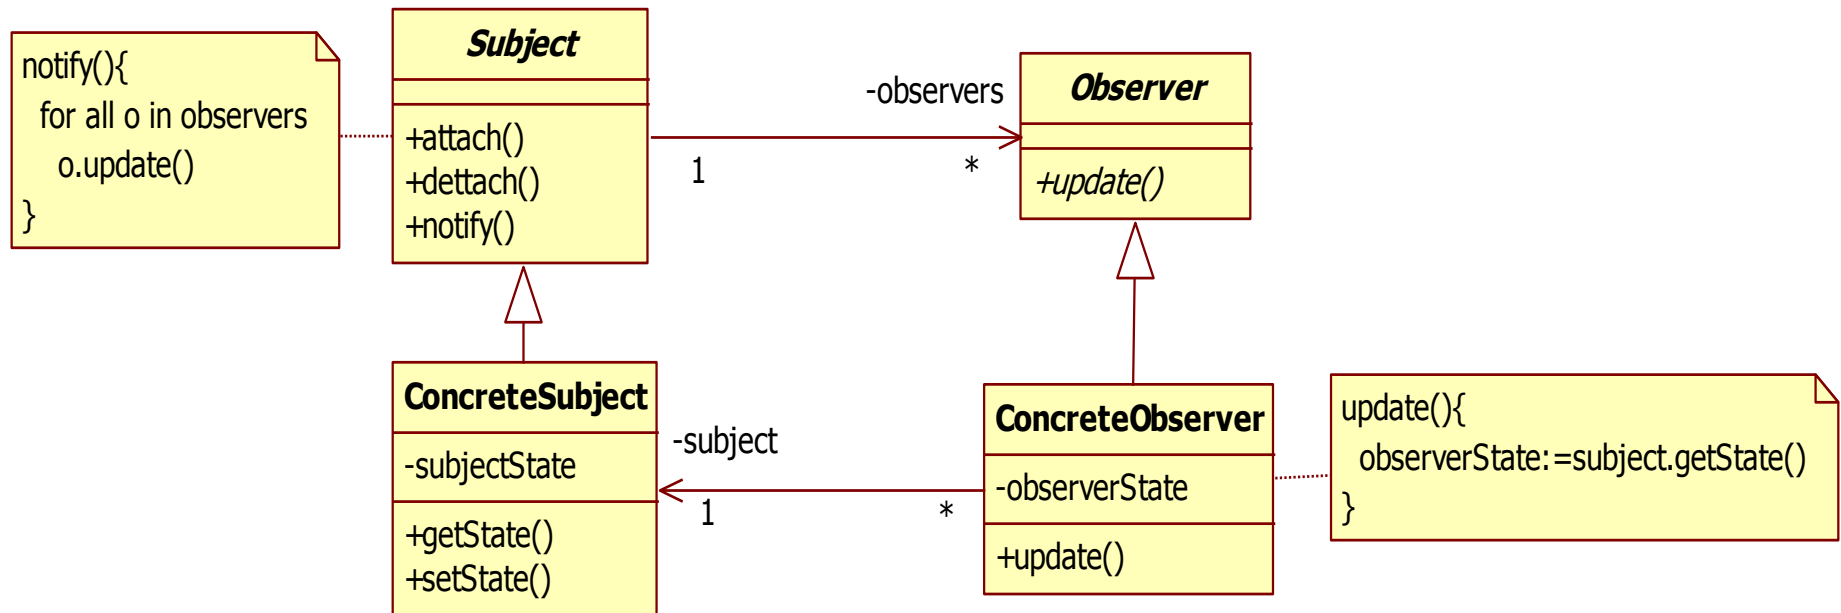 notify(){
for all o in observers
o.update()
}
Subject
+attach()
+dettach()
+notify()
-observers
1
*
Observer
+update()
ConcreteSubject
-subjectState
+getState()
+setState()
-subject
1
*
ConcreteObserver
-observerState
+update()
update(){
observerState:=subject.getState()
}